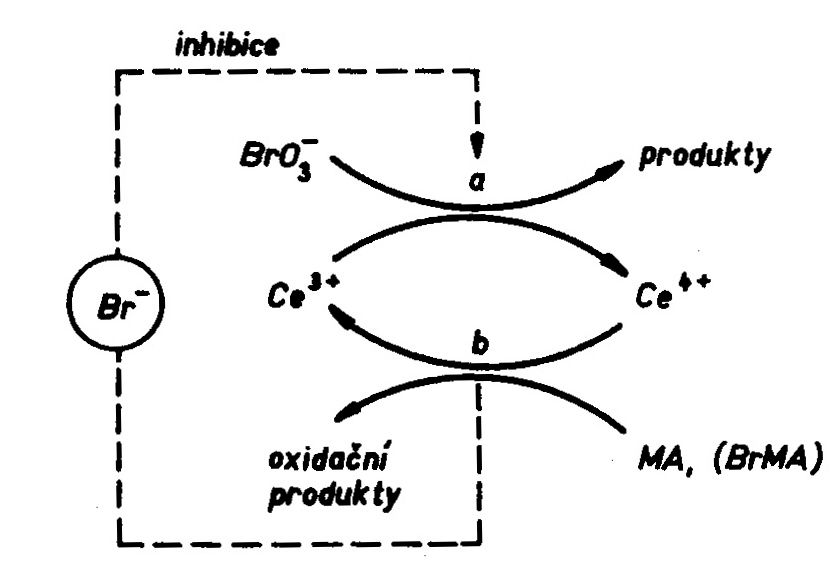 inhibice
BrO₃⁻
produkty
a
Br⁻
Ce³⁺
Ce⁴⁺
b
oxidační
produkty
MA, (BrMA)